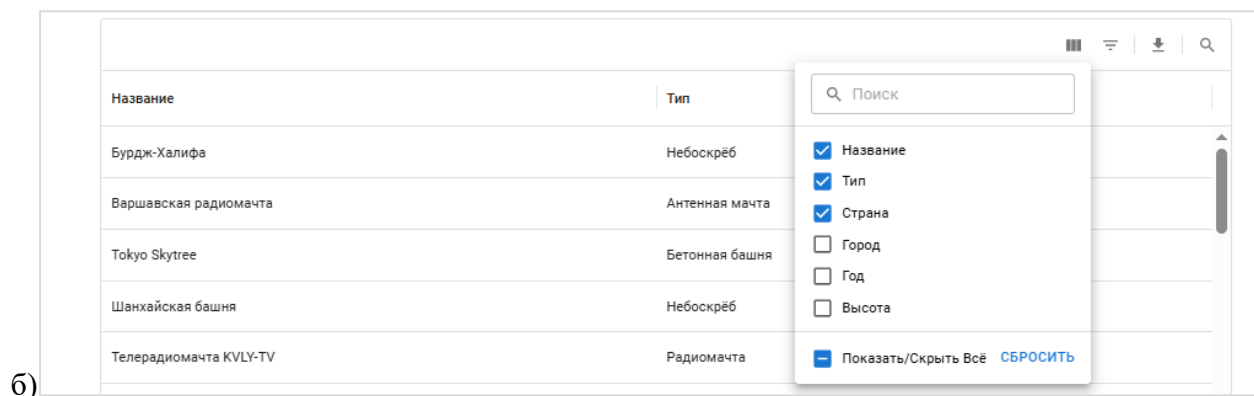 Поиск
Название Тип
Название
Бурдж-Халифа Небоскрёб
Тип
Варшавская радиомачта Антенная мачта
Страна
Tokyo Skytree Бетонная башня
Город
Год
Шанхайская башня Небоскрёб
Высота
Телерадиомачта KVLY-TV Радиомачта
Показать/Скрыть Всё СБРОСИТЬ
б)